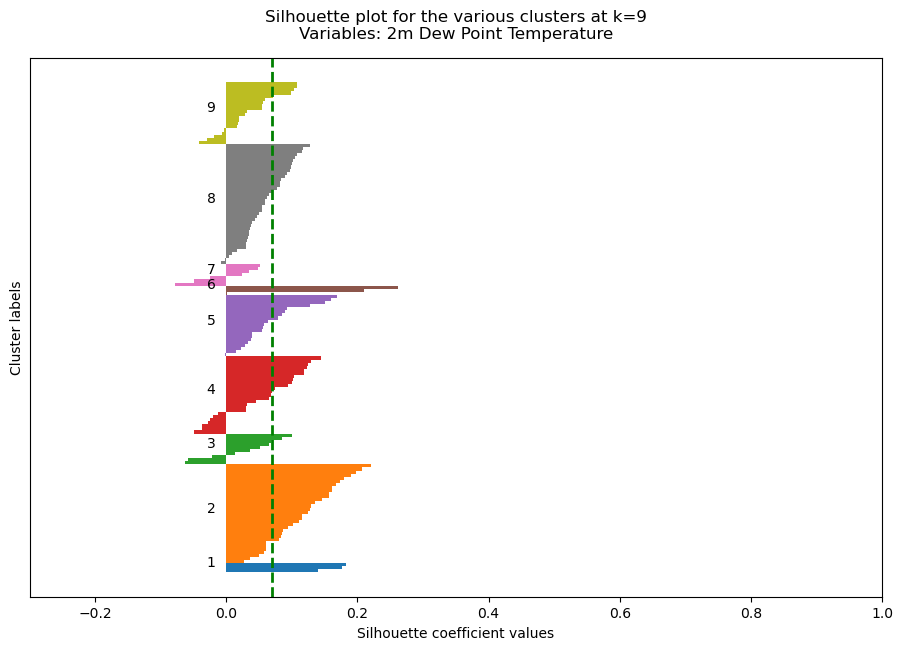 Silhouette plot for the various clusters at k=9
Variables: 2m Dew Point Temperature
Cluster labels
9
8
7
6
5
4
3
2
1
−0.2 0.0 0.2 0.4 0.6 0.8 1.0
Silhouette coefficient values